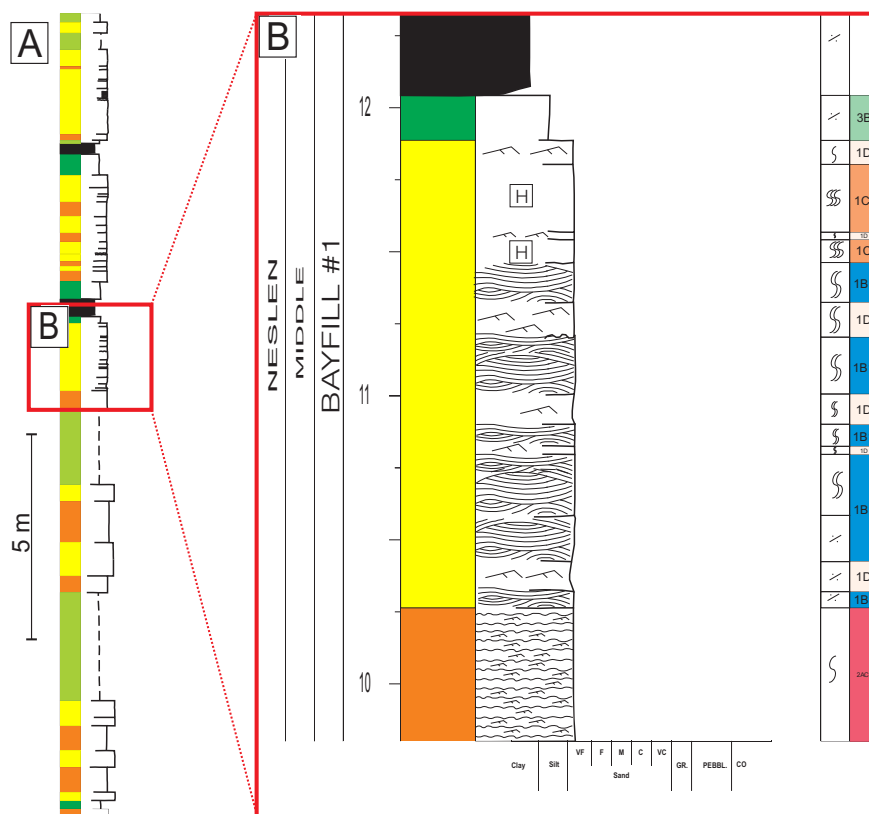 A
B
5 m
B
NESLEN
MIDDLE
BAYFILL #1
12
11
10
H
H
3B
1D
1C
1D
1C
1B
1D
1B
1D
1B
1D
1B
1D
1B
2AC
Clay
Silt
VF
F
M
C
VC
Sand
GR.
PEBBL.
CO